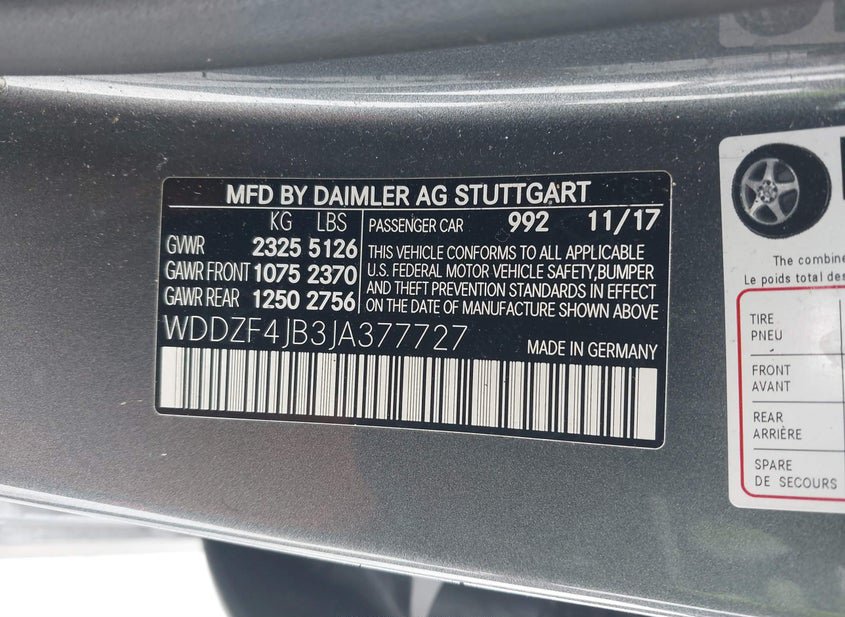 MFD BY DAIMLER AG STUTTGART
KG LBS
GVWR 2325 5126
GAWR FRONT 1075 2370
GAWR REAR 1250 2756
PASSENGER CAR 992 11/17
THIS VEHICLE CONFORMS TO ALL APPLICABLE
U.S. FEDERAL MOTOR VEHICLE SAFETY,BUMPER
AND THEFT PREVENTION STANDARDS IN EFFECT
ON THE DATE OF MANUFACTURE SHOWN ABOVE
WDDZF4JB3JA377727
MADE IN GERMANY
The combine
Le poids total des
TIRE
PNEU
FRONT
AVANT
REAR
ARRIÈRE
SPARE
DE SECOURS